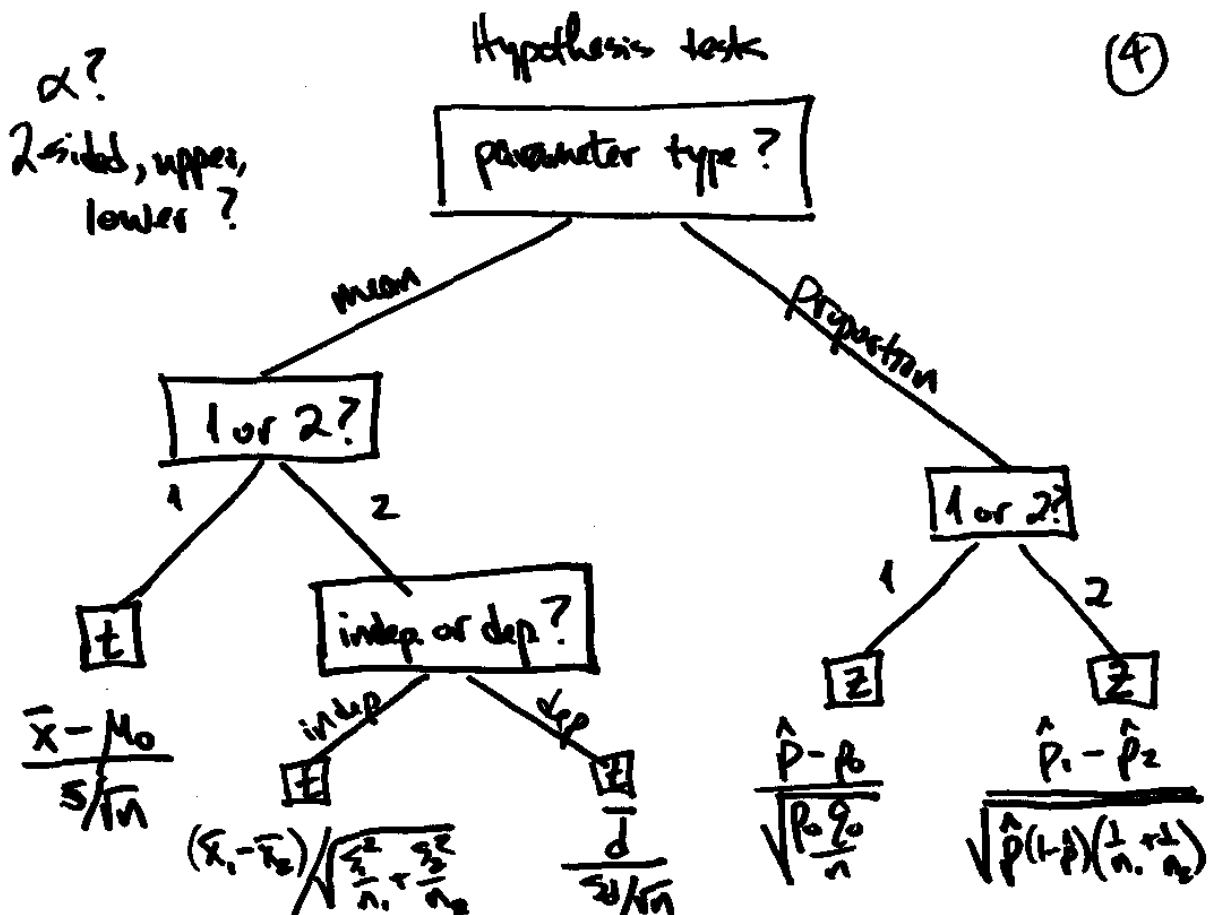 Hypothesis tests
④
α?
2-sided, upper,
lower?
parameter type?
mean
proportion
1 or 2?
1
2
1 or 2?
1
2
t
indep. or dep?
indep
dep
z
z
t
t
x̄ - μ₀ / s/√n
(x̄₁ - x̄₂)/√(s₁²/n₁ + s₂²/n₂)
d̄ / sd/√n
p̂ - p₀ / √(p₀q₀/n)
p̂₁ - p̂₂ / √(p̂(1-p̂)(1/n₁ + 1/n₂))